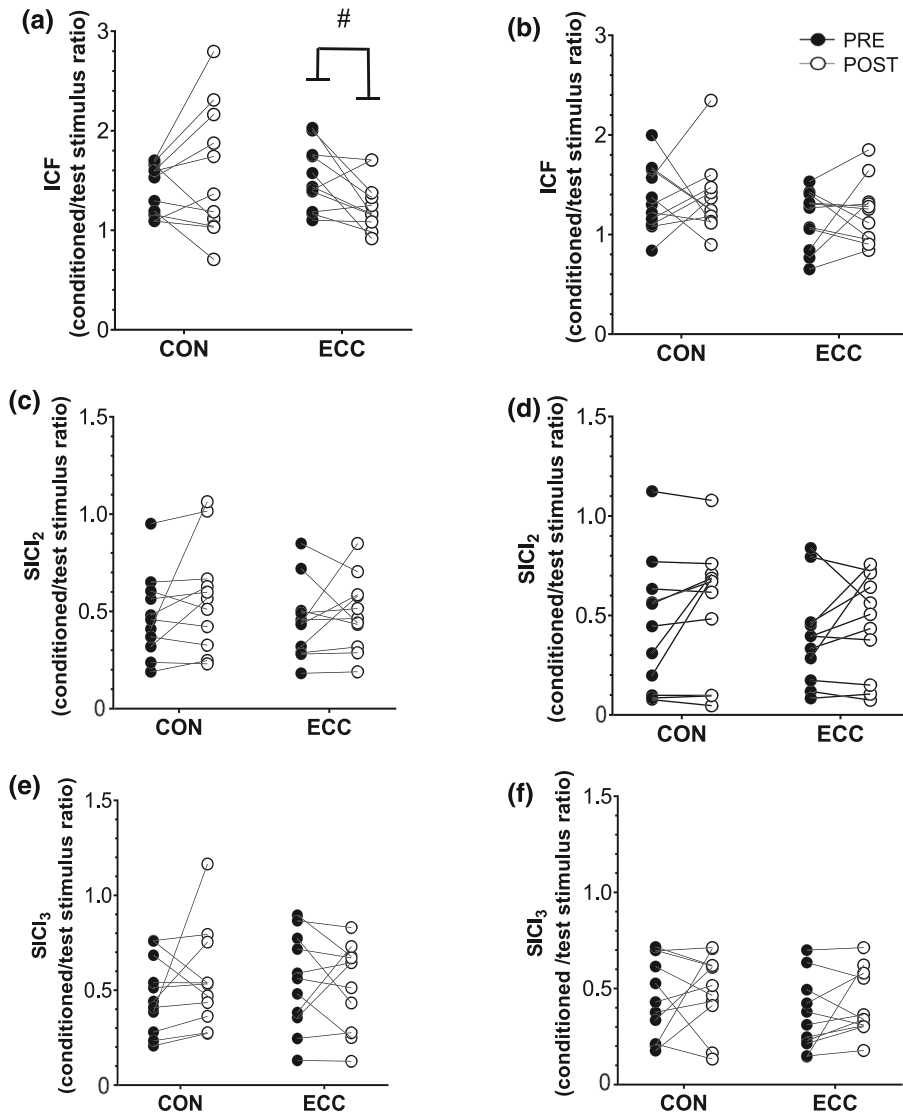 (a)
#
3
2
1
0
ICF
(conditioned/test stimulus ratio)
CON
ECC
(b)
PRE
POST
3
2
1
0
ICF
(conditioned/test stimulus ratio)
CON
ECC
(c)
1.5
1.0
0.5
0
SICI₂
(conditioned/test stimulus ratio)
CON
ECC
(d)
1.5
1.0
0.5
0
SICI₂
(conditioned/test stimulus ratio)
CON
ECC
(e)
1.5
1.0
0.5
0
SICI₃
(conditioned/test stimulus ratio)
CON
ECC
(f)
1.5
1.0
0.5
0
SICI₃
(conditioned /test stimulus ratio)
CON
ECC